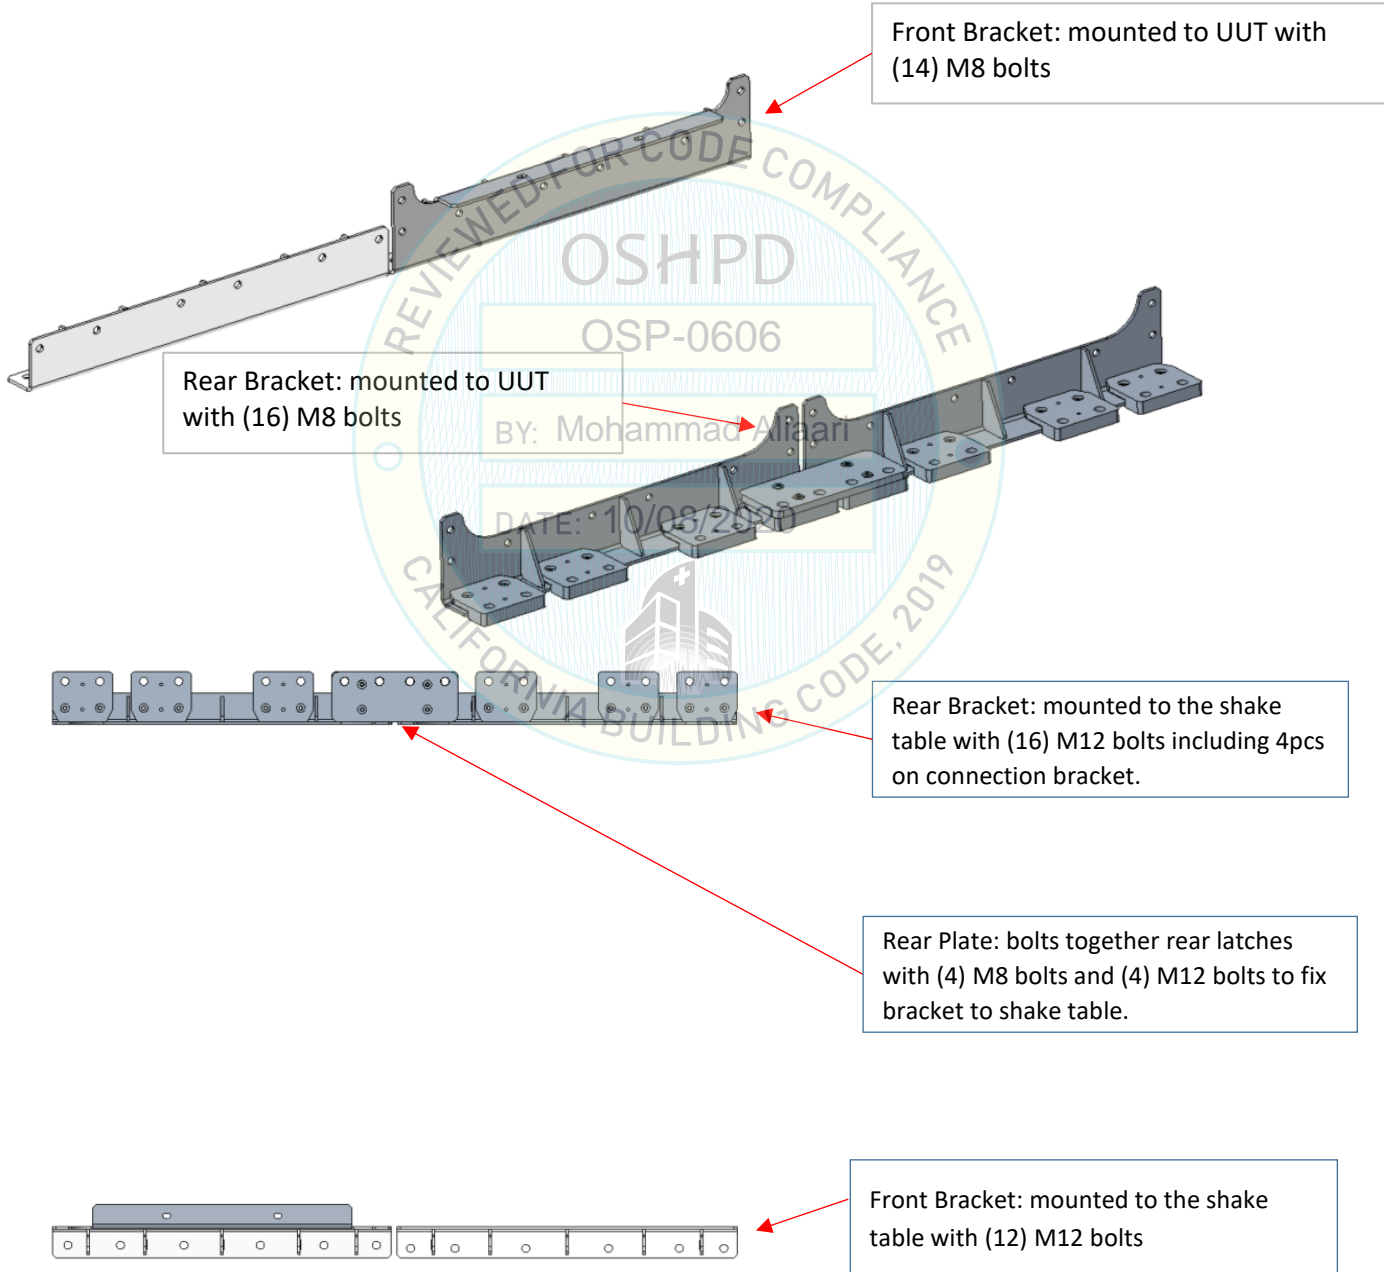 Front Bracket: mounted to UUT with
(14) M8 bolts
REVIEWED FOR CODE COMPLIANCE
OSHPD
OSP-0606
Rear Bracket: mounted to UUT
with (16) M8 bolts
BY: Mohammad Aliaari
DATE: 10/08/2020
CALIFORNIA BUILDING CODE, 2019
Rear Bracket: mounted to the shake
table with (16) M12 bolts including 4pcs
on connection bracket.
Rear Plate: bolts together rear latches
with (4) M8 bolts and (4) M12 bolts to fix
bracket to shake table.
Front Bracket: mounted to the shake
table with (12) M12 bolts